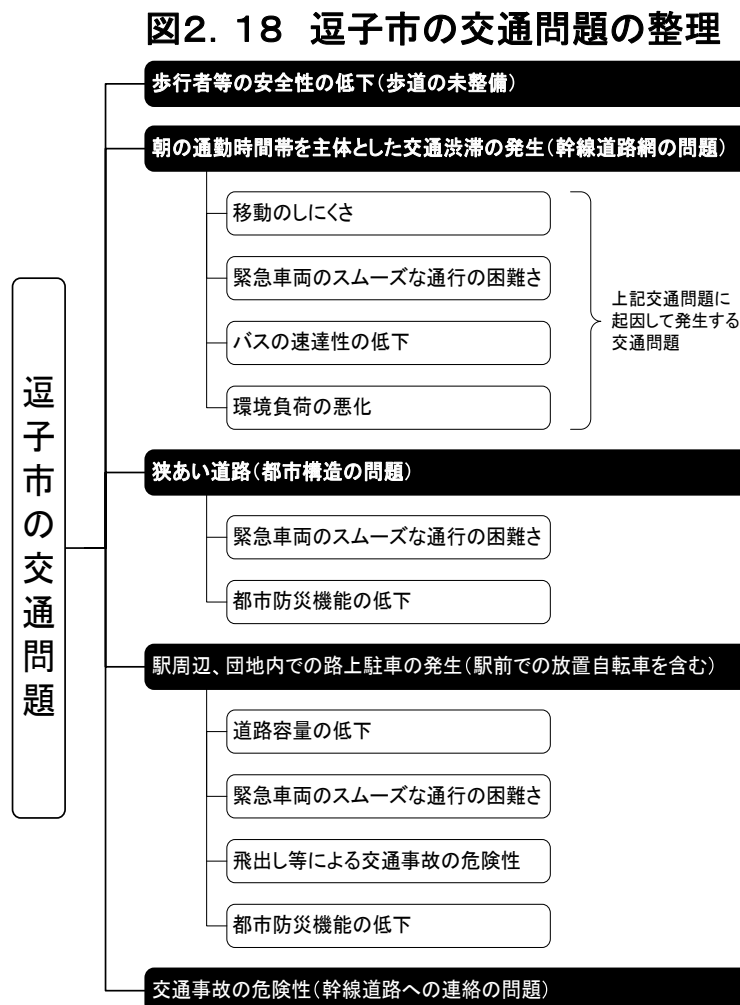 図2．18　逗子市の交通問題の整理
逗子市の交通問題
歩行者等の安全性の低下（歩道の未整備）
朝の通勤時間帯を主体とした交通渋滞の発生（幹線道路網の問題）
移動のしにくさ
緊急車両のスムーズな通行の困難さ
バスの速達性の低下
環境負荷の悪化
上記交通問題に
起因して発生する
交通問題
狭あい道路（都市構造の問題）
緊急車両のスムーズな通行の困難さ
都市防災機能の低下
駅周辺、団地内での路上駐車の発生（駅前での放置自転車を含む）
道路容量の低下
緊急車両のスムーズな通行の困難さ
飛出し等による交通事故の危険性
都市防災機能の低下
交通事故の危険性（幹線道路への連絡の問題）